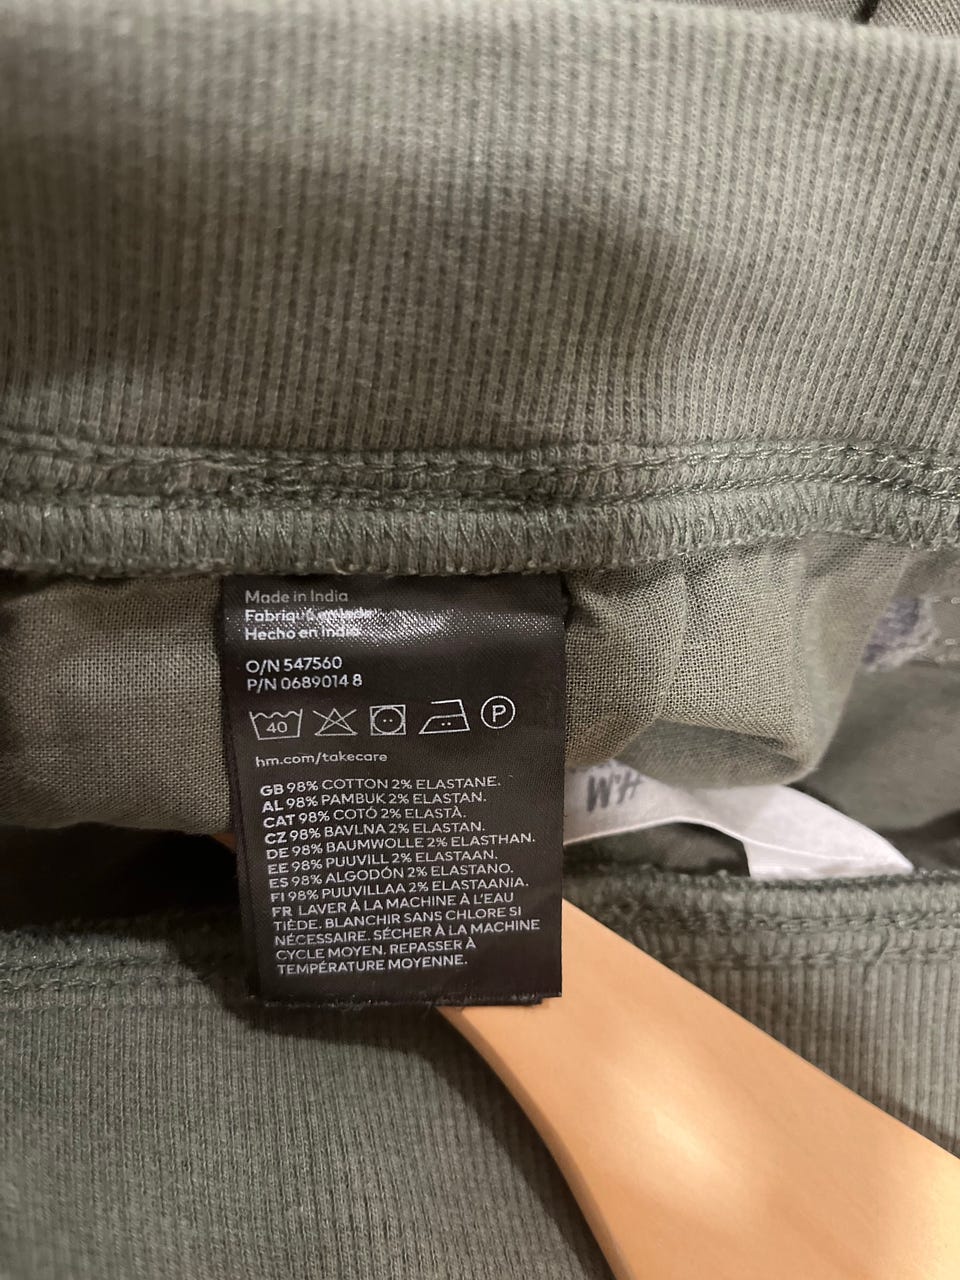 Made in India
Fabriqué en Inde
Hecho en India
O/N 547560
P/N 0689014 8
40
P
hm.com/takecare
GB 98% COTTON 2% ELASTANE.
AL 98% PAMBUK 2% ELASTAN.
CAT 98% COTÓ 2% ELASTÀ.
CZ 98% BAVLNA 2% ELASTAN.
DE 98% BAUMWOLLE 2% ELASTHAN.
EE 98% PUUVILL 2% ELASTAAN.
ES 98% ALGODÓN 2% ELASTANO.
FI 98% PUUVILLAA 2% ELASTAANIA.
FR LAVER À LA MACHINE À L'EAU
TIÈDE. BLANCHIR SANS CHLORE SI
NÉCESSAIRE. SÉCHER À LA MACHINE
CYCLE MOYEN. REPASSER À
TEMPÉRATURE MOYENNE.
H&M